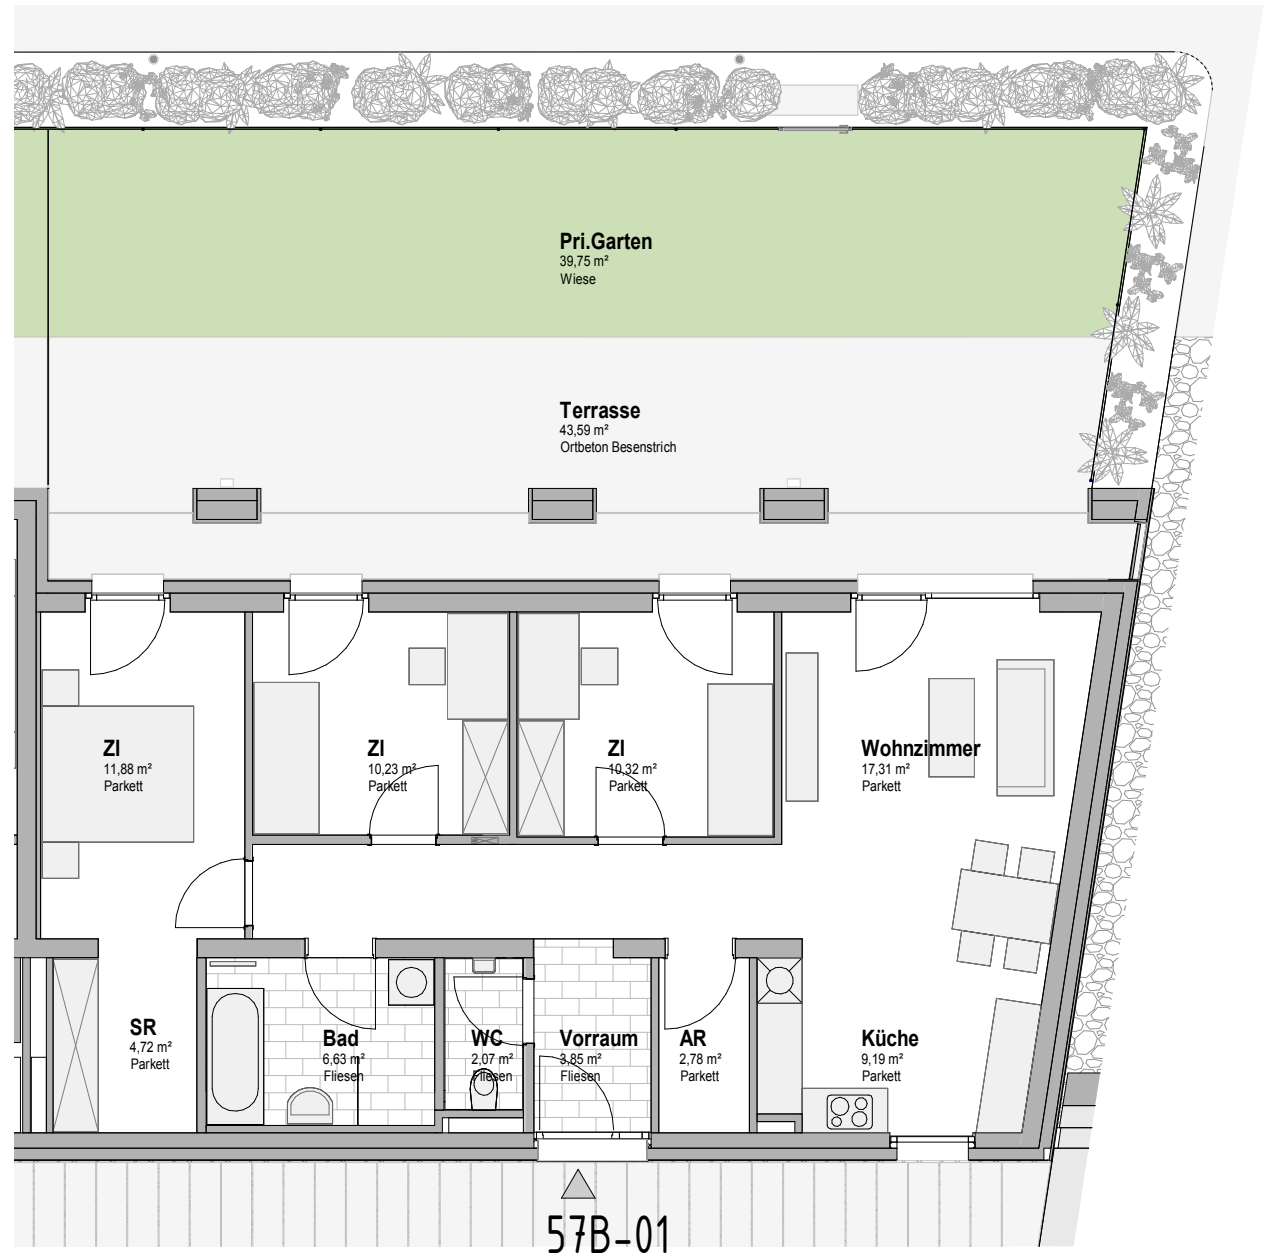 Pri.Garten
39,75 m²
Wiese
Terrasse
43,59 m²
Ortbeton Besenstrich
ZI
11,88 m²
Parkett
ZI
10,23 m²
Parkett
ZI
10,32 m²
Parkett
Wohnzimmer
17,31 m²
Parkett
SR
4,72 m²
Parkett
Bad
6,63 m²
Fliesen
WC
2,07 m²
Fliesen
Vorraum
3,85 m²
Fliesen
AR
2,78 m²
Parkett
Küche
9,19 m²
Parkett
57B-01